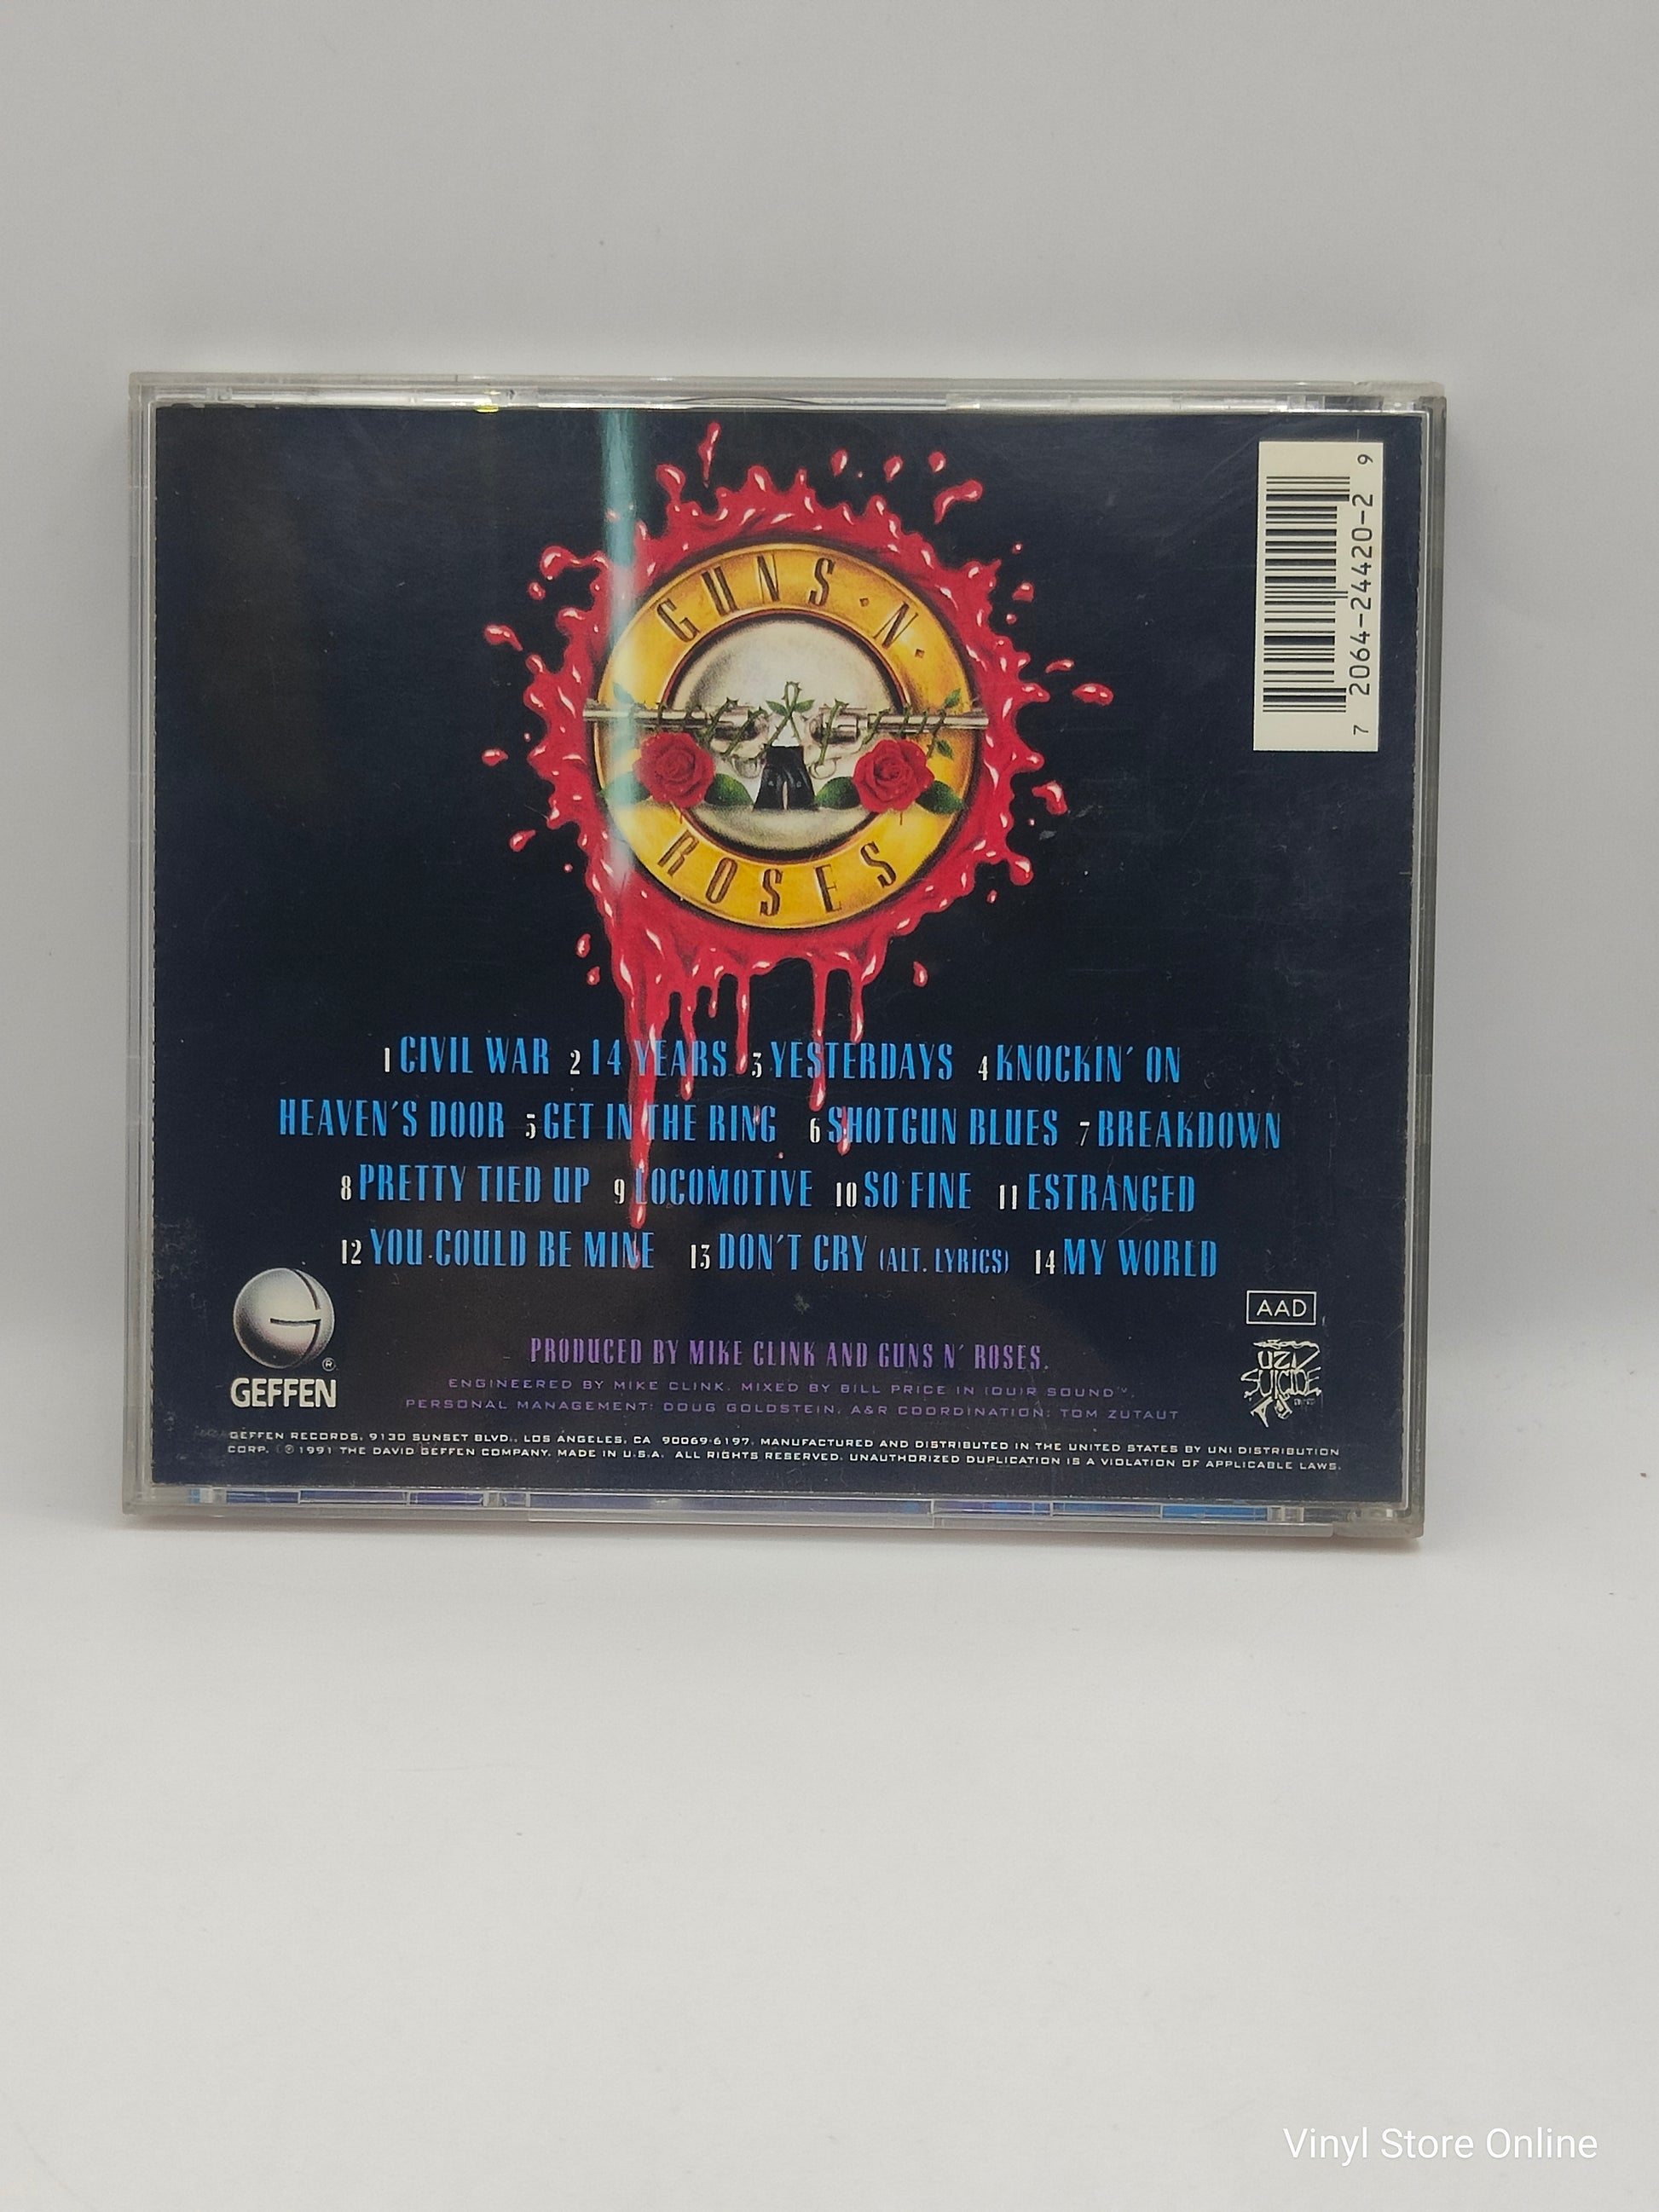 GUNS · N ·
ROSES
7 2064-24420-2 9
1 CIVIL WAR 2 14 YEARS 3 YESTERDAYS 4 KNOCKIN' ON
HEAVEN'S DOOR 5 GET IN THE RING 6 SHOTGUN BLUES 7 BREAKDOWN
8 PRETTY TIED UP 9 LOCOMOTIVE 10 SO FINE 11 ESTRANGED
12 YOU COULD BE MINE 13 DON'T CRY (ALT. LYRICS) 14 MY WORLD
AAD
UZI
SUICIDE
PRODUCED BY MIKE CLINK AND GUNS N' ROSES.
ENGINEERED BY MIKE CLINK. MIXED BY BILL PRICE IN (QUIR SOUND™.
PERSONAL MANAGEMENT: DOUG GOLDSTEIN. A&R COORDINATION: TOM ZUTAUT
®
GEFFEN
GEFFEN RECORDS, 9130 SUNSET BLVD., LOS ANGELES, CA 90069-6197. MANUFACTURED AND DISTRIBUTED IN THE UNITED STATES BY UNI DISTRIBUTION
CORP. ©℗ 1991 THE DAVID GEFFEN COMPANY. MADE IN U.S.A. ALL RIGHTS RESERVED. UNAUTHORIZED DUPLICATION IS A VIOLATION OF APPLICABLE LAWS.
Vinyl Store Online